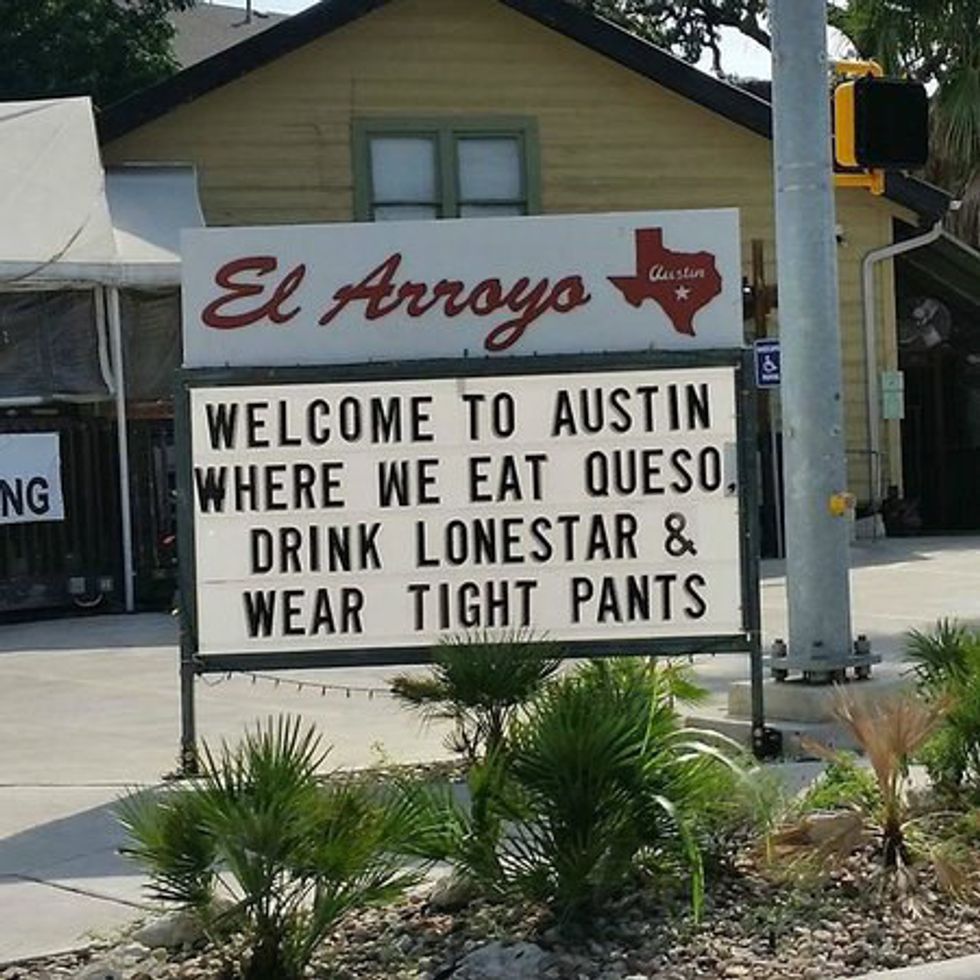 El Arroyo
Austin
WELCOME TO AUSTIN
WHERE WE EAT QUESO,
DRINK LONESTAR &
WEAR TIGHT PANTS
NG